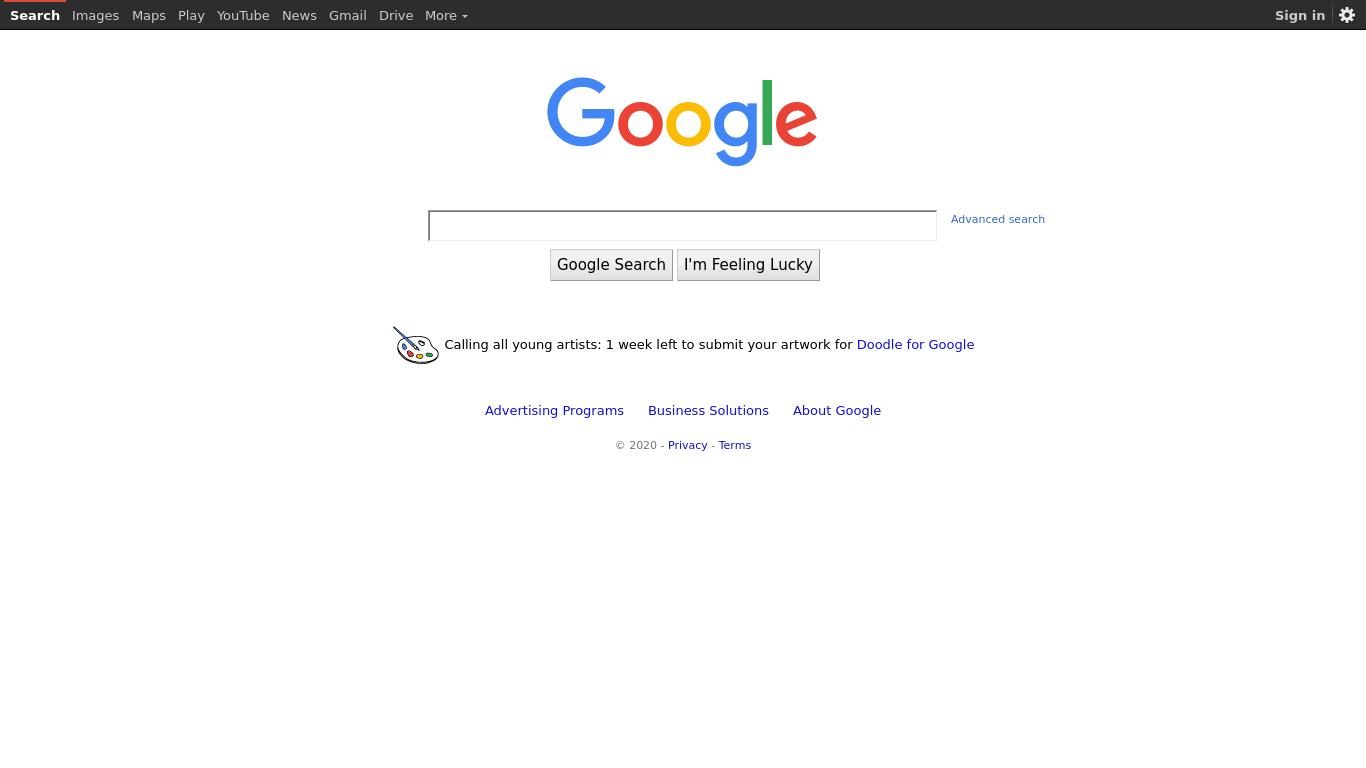 Search Images Maps Play YouTube News Gmail Drive More Sign in
Google
Advanced search
Google Search I'm Feeling Lucky
Calling all young artists: 1 week left to submit your artwork for Doodle for Google
Advertising Programs Business Solutions About Google
© 2020 - Privacy - Terms